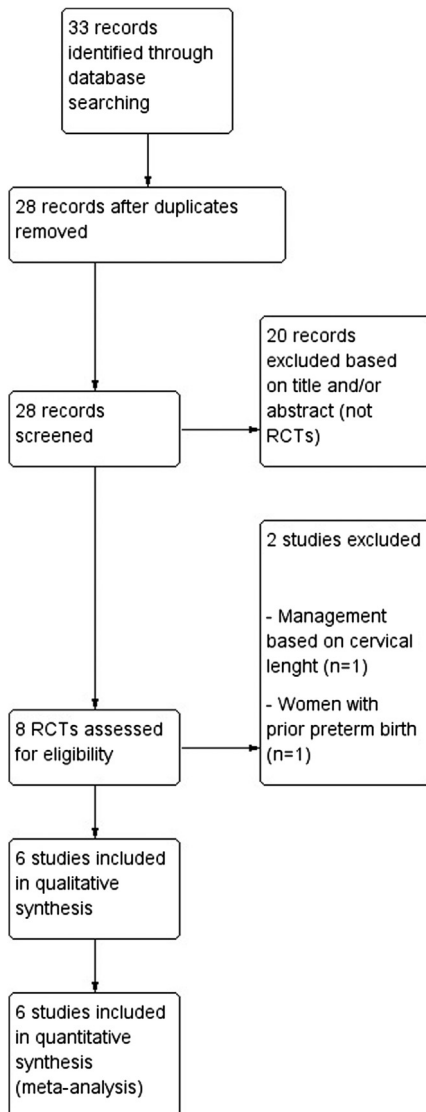 33 records
identified through
database
searching
28 records after duplicates
removed
20 records
excluded based
on title and/or
abstract (not
RCTs)
28 records
screened
2 studies excluded
- Management
based on cervical
lenght (n=1)
- Women with
prior preterm birth
(n=1)
8 RCTs assessed
for eligibility
6 studies included
in qualitative
synthesis
6 studies included
in quantitative
synthesis
(meta-analysis)